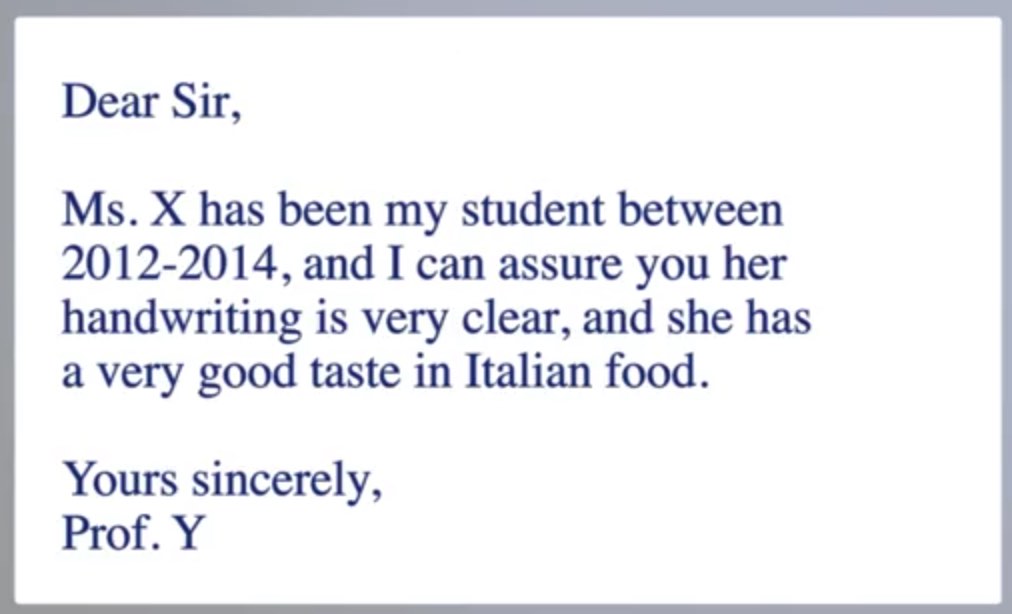 Dear Sir,
Ms. X has been my student between
2012-2014, and I can assure you her
handwriting is very clear, and she has
a very good taste in Italian food.
Yours sincerely,
Prof. Y